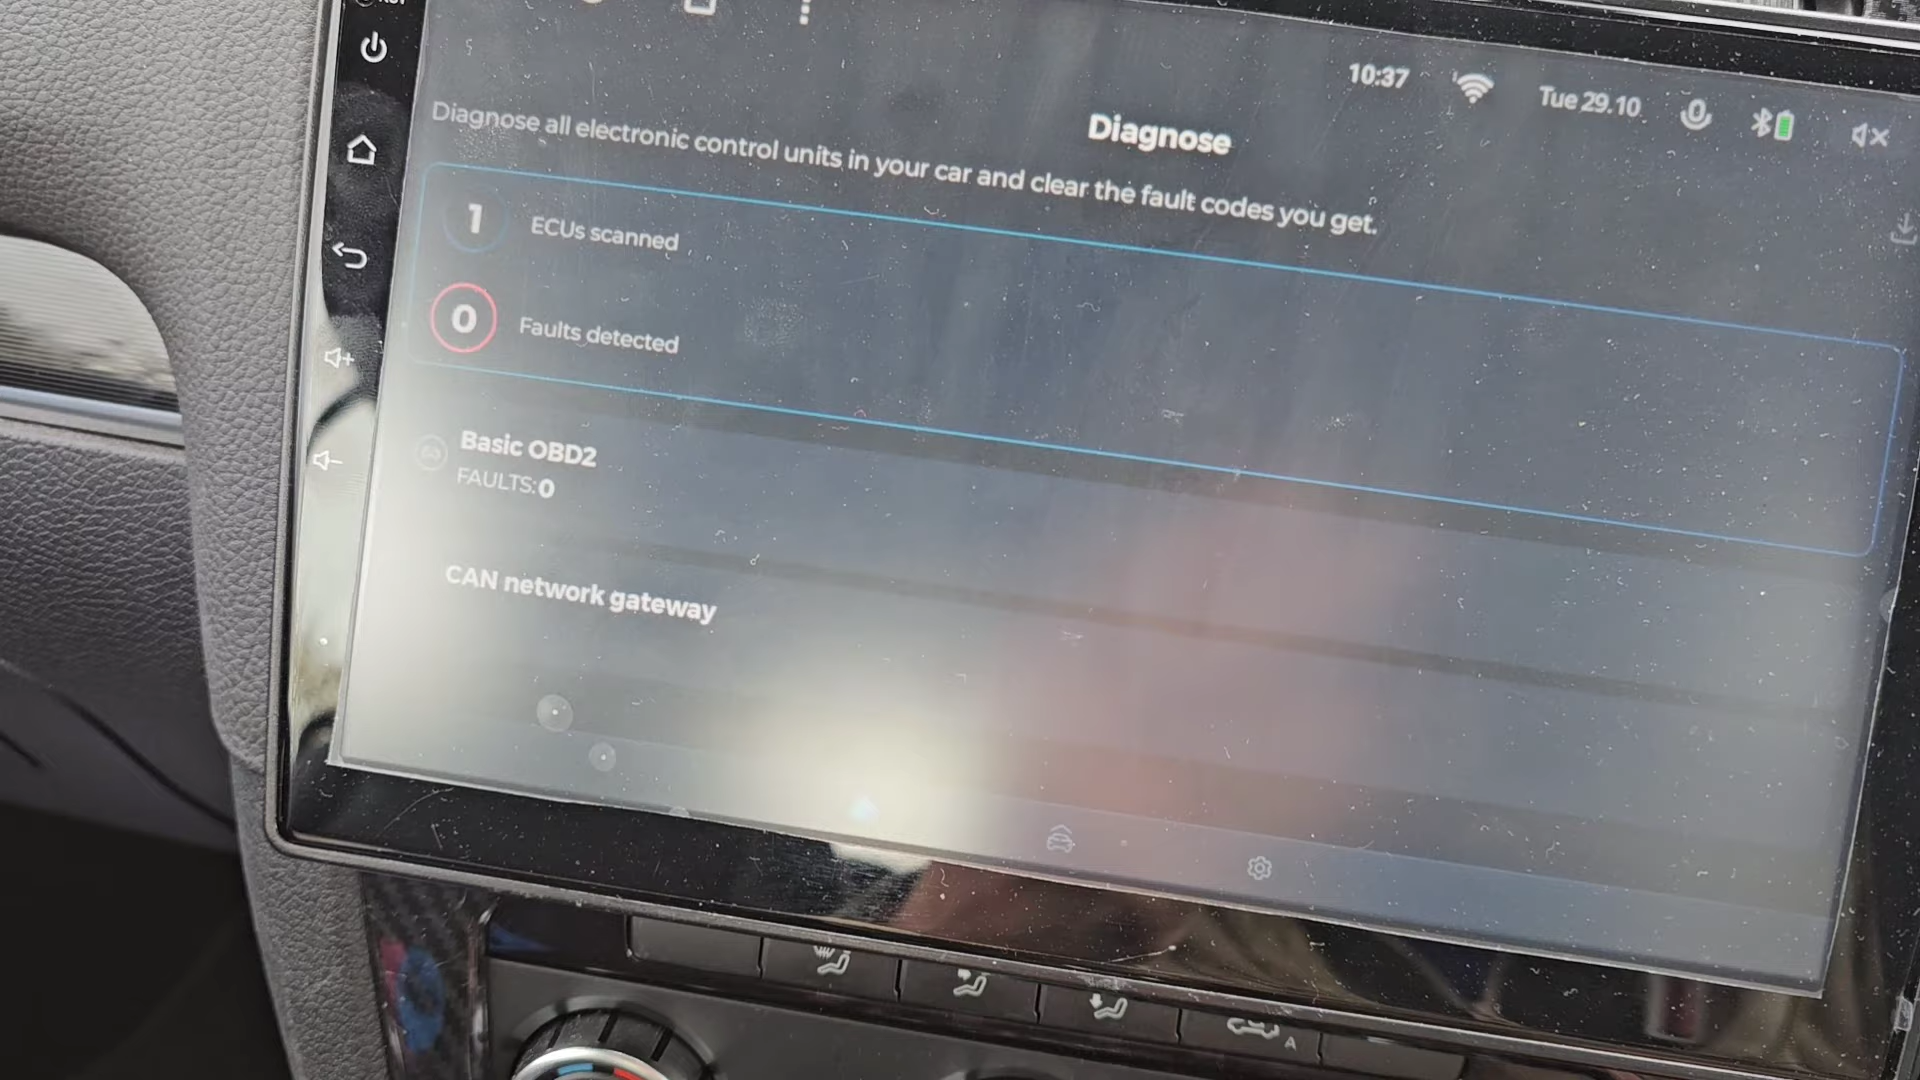 10:37
Tue 29.10
Diagnose
Diagnose all electronic control units in your car and clear the fault codes you get.
1 ECUs scanned
0 Faults detected
Basic OBD2
FAULTS:0
CAN network gateway
A